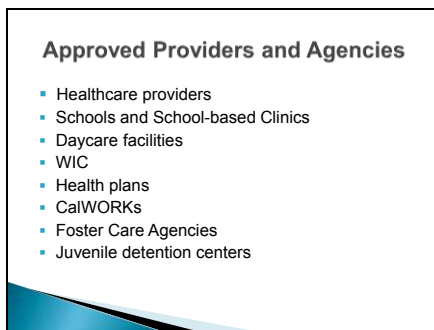 Approved Providers and Agencies
Healthcare providers
Schools and School-based Clinics
Daycare facilities
WIC
Health plans
CalWORKs
Foster Care Agencies
Juvenile detention centers